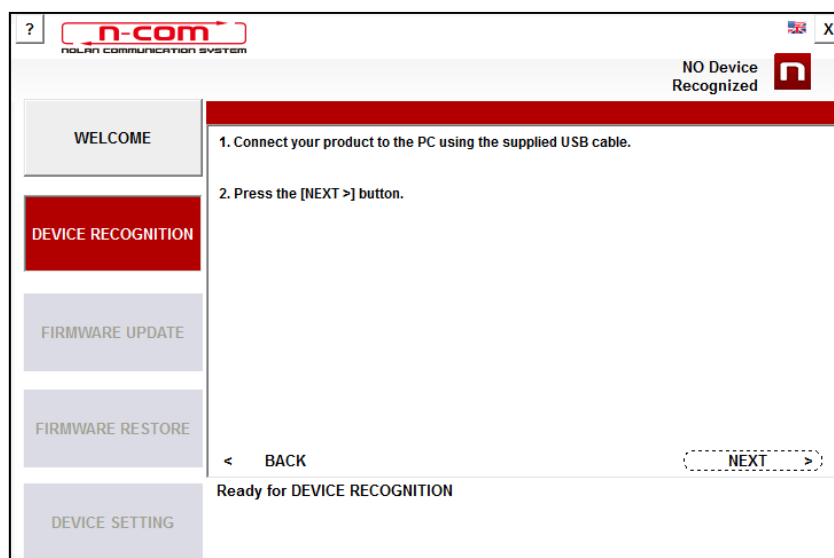 ?
n-com
NOLAN COMMUNICATION SYSTEM
X
NO Device
Recognized
n
WELCOME
1. Connect your product to the PC using the supplied USB cable.
2. Press the [NEXT >] button.
DEVICE RECOGNITION
FIRMWARE UPDATE
FIRMWARE RESTORE
< BACK
NEXT >
Ready for DEVICE RECOGNITION
DEVICE SETTING